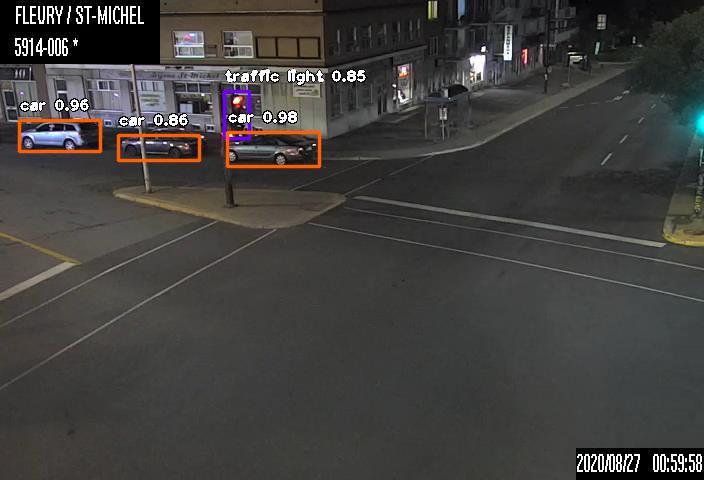 FLEURY / ST-MICHEL
5914-006 *
traffic light 0.85
car 0.96
car 0.86
car 0.98
2020/08/27 00:59:58